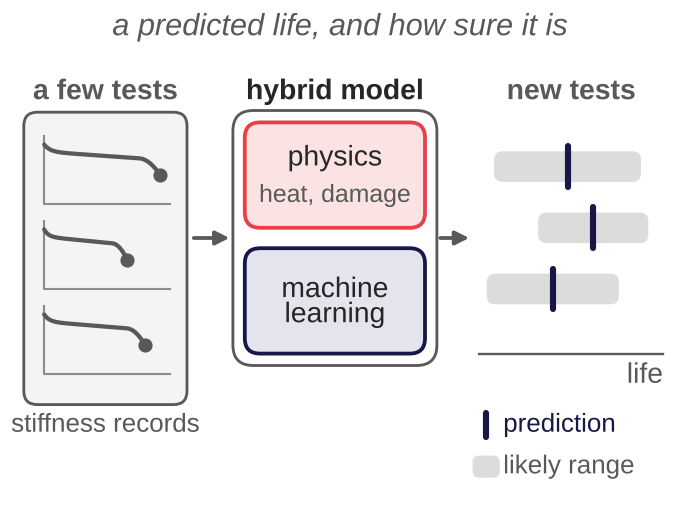 a predicted life, and how sure it is
a few tests
hybrid model
new tests
physics
heat, damage
machine
learning
life
stiffness records
prediction
likely range